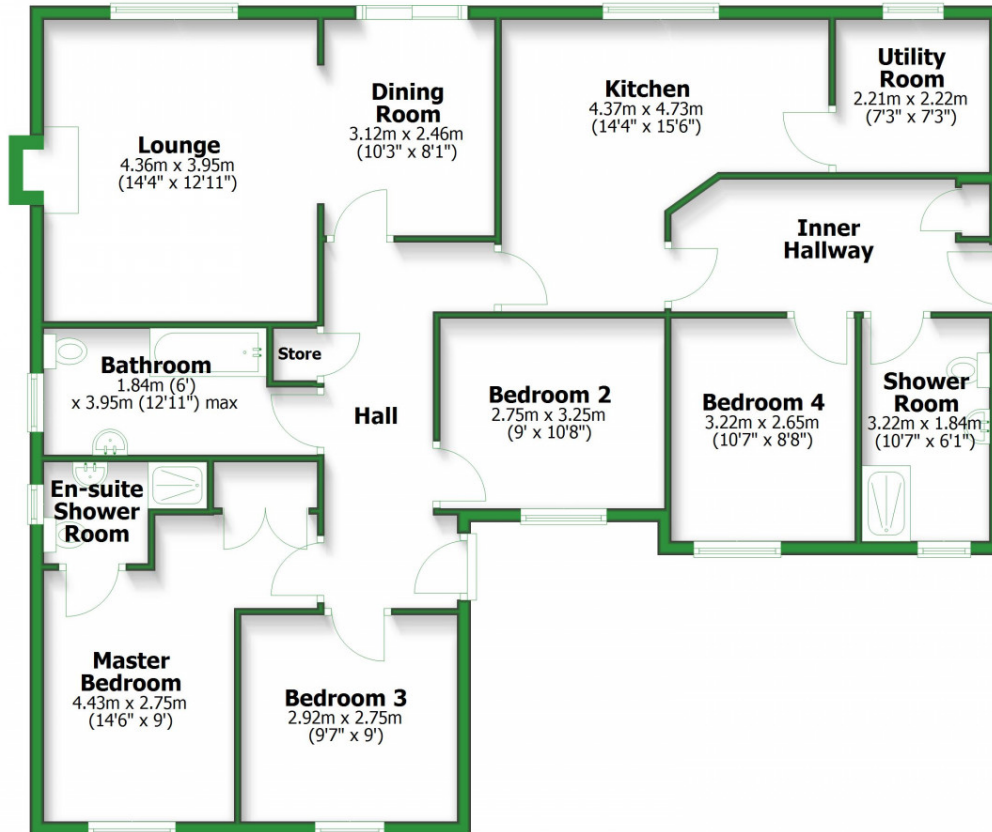 Lounge
4.36m x 3.95m
(14'4" x 12'11")
Dining
Room
3.12m x 2.46m
(10'3" x 8'1")
Kitchen
4.37m x 4.73m
(14'4" x 15'6")
Utility
Room
2.21m x 2.22m
(7'3" x 7'3")
Inner
Hallway
Bathroom
1.84m (6')
x 3.95m (12'11") max
Store
Hall
Bedroom 2
2.75m x 3.25m
(9' x 10'8")
Bedroom 4
3.22m x 2.65m
(10'7" x 8'8")
Shower
Room
3.22m x 1.84m
(10'7" x 6'1")
En-suite
Shower
Room
Master
Bedroom
4.43m x 2.75m
(14'6" x 9')
Bedroom 3
2.92m x 2.75m
(9'7" x 9')